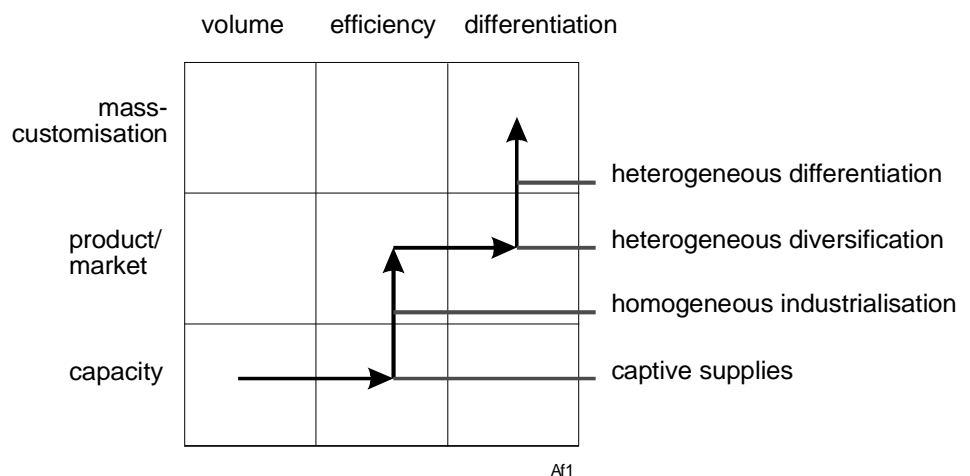 volume efficiency differentiation
mass-
customisation
heterogeneous differentiation
product/
market
heterogeneous diversification
homogeneous industrialisation
capacity
captive supplies
Af1